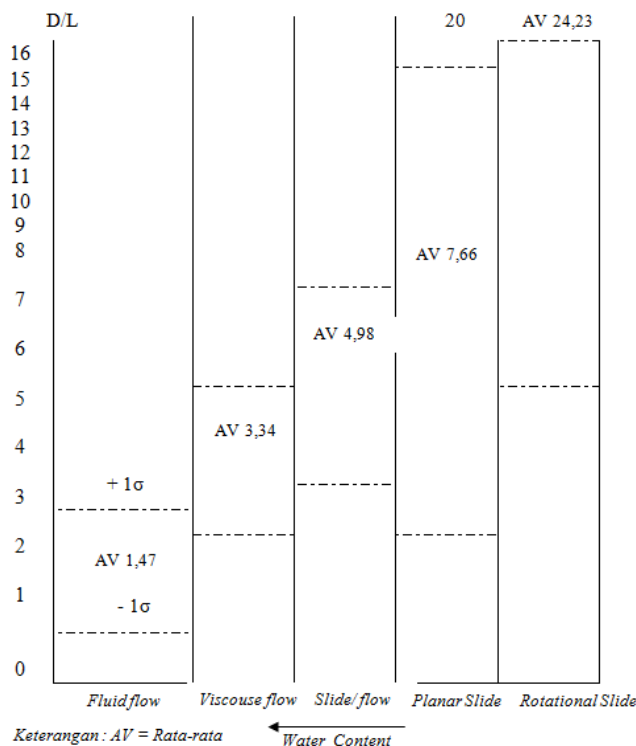 D/L
20
AV 24,23
16
15
14
13
12
11
10
9
8
AV 7,66
7
AV 4,98
6
5
AV 3,34
4
+ 1σ
3
2
AV 1,47
1
- 1σ
0
Fluid flow
Viscouse flow
Slide/flow
Planar Slide
Rotational Slide
Keterangan : AV = Rata-rata
Water Content